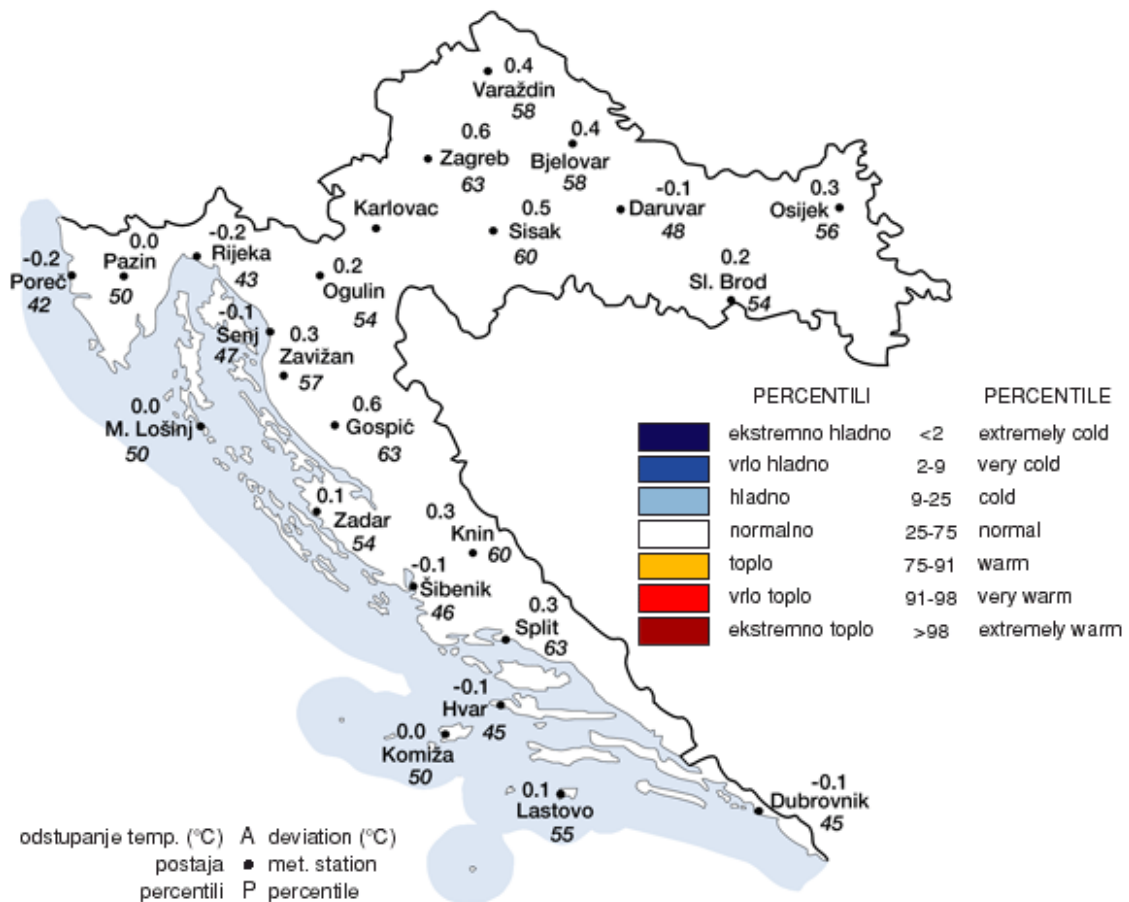 0.4
Varaždin
58
0.6
Zagreb
63
0.4
Bjelovar
58
Karlovac
0.5
Sisak
60
-0.1
Daruvar
48
0.3
Osijek
56
0.2
Sl. Brod
54
-0.2
Poreč
42
0.0
Pazin
50
-0.2
Rijeka
43
0.2
Ogulin
54
-0.1
Senj
47
0.3
Zavižan
57
0.0
M. Lošinj
50
0.6
Gospić
63
0.1
Zadar
54
0.3
Knin
60
-0.1
Šibenik
46
0.3
Split
63
-0.1
Hvar
45
0.0
Komiža
50
0.1
Lastovo
55
-0.1
Dubrovnik
45
PERCENTILI PERCENTILE
ekstremno hladno <2 extremely cold
vrlo hladno 2-9 very cold
hladno 9-25 cold
normalno 25-75 normal
toplo 75-91 warm
vrlo toplo 91-98 very warm
ekstremno toplo >98 extremely warm
odstupanje temp. (°C) A deviation (°C)
postaja met. station
percentili P percentile